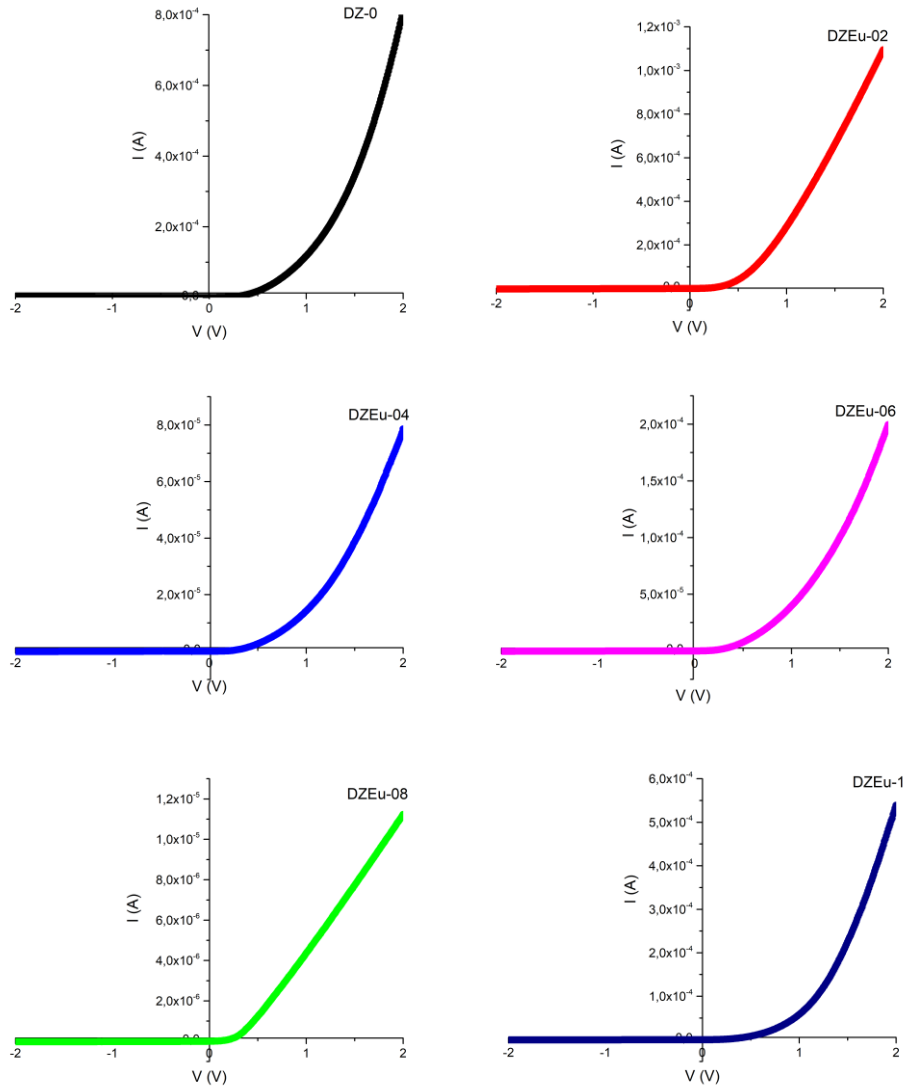 DZ-0
8,0x10⁻⁴
6,0x10⁻⁴
4,0x10⁻⁴
2,0x10⁻⁴
0,0
I (A)
-2 -1 0 1 2
V (V)
DZEu-02
1,2x10⁻³
1,0x10⁻³
8,0x10⁻⁴
6,0x10⁻⁴
4,0x10⁻⁴
2,0x10⁻⁴
0,0
I (A)
-2 -1 0 1 2
V (V)
DZEu-04
8,0x10⁻⁵
6,0x10⁻⁵
4,0x10⁻⁵
2,0x10⁻⁵
0,0
I (A)
-2 -1 0 1 2
V (V)
DZEu-06
2,0x10⁻⁴
1,5x10⁻⁴
1,0x10⁻⁴
5,0x10⁻⁵
0,0
I (A)
-2 -1 0 1 2
V (V)
DZEu-08
1,2x10⁻⁵
1,0x10⁻⁵
8,0x10⁻⁶
6,0x10⁻⁶
4,0x10⁻⁶
2,0x10⁻⁶
0,0
I (A)
-2 -1 0 1 2
V (V)
DZEu-1
6,0x10⁻⁴
5,0x10⁻⁴
4,0x10⁻⁴
3,0x10⁻⁴
2,0x10⁻⁴
1,0x10⁻⁴
0,0
I (A)
-2 -1 0 1 2
V (V)